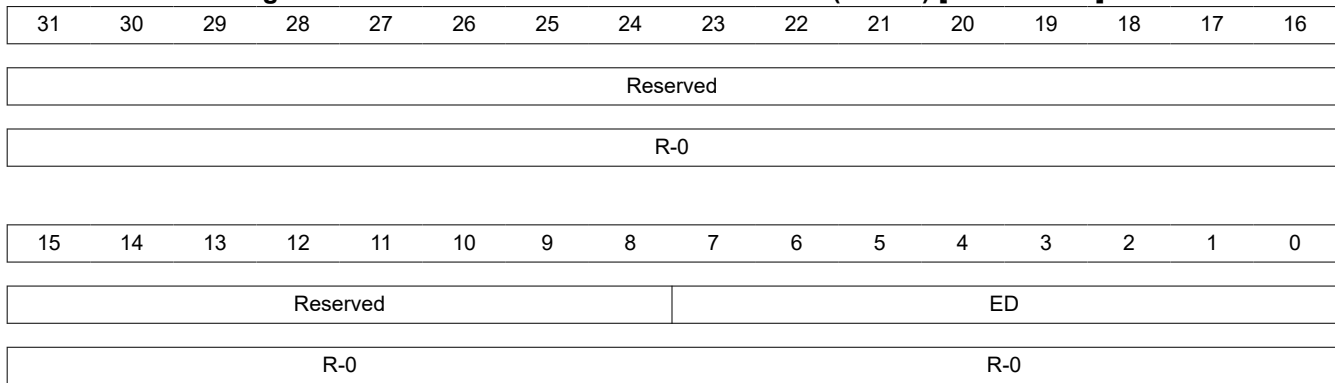 31 30 29 28 27 26 25 24 23 22 21 20 19 18 17 16
Reserved
R-0
15 14 13 12 11 10 9 8 7 6 5 4 3 2 1 0
Reserved ED
R-0 R-0